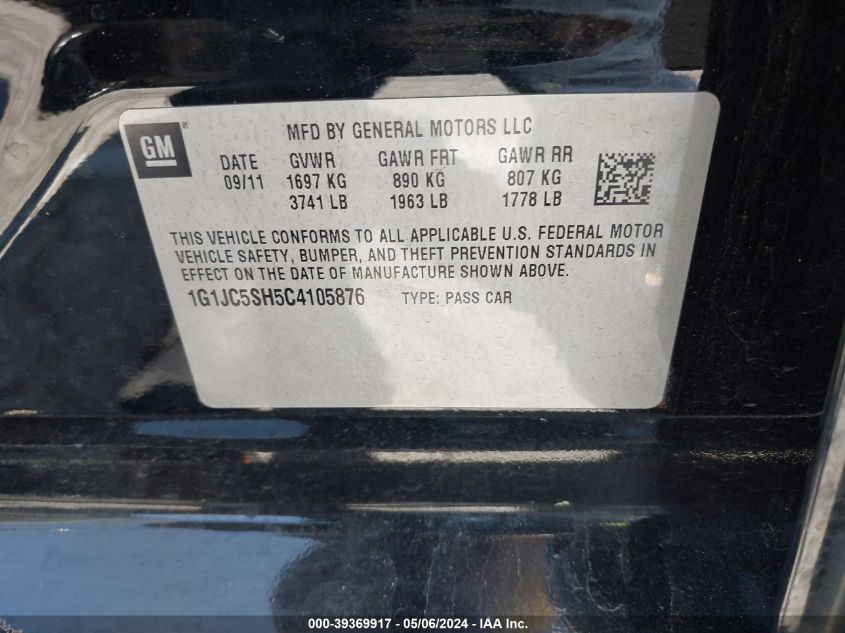 GM
MFD BY GENERAL MOTORS LLC
DATE GVWR GAWR FRT GAWR RR
09/11 1697 KG 890 KG 807 KG
3741 LB 1963 LB 1778 LB
THIS VEHICLE CONFORMS TO ALL APPLICABLE U.S. FEDERAL MOTOR
VEHICLE SAFETY, BUMPER, AND THEFT PREVENTION STANDARDS IN
EFFECT ON THE DATE OF MANUFACTURE SHOWN ABOVE.
1G1JC5SH5C4105876 TYPE: PASS CAR
000-39369917 - 05/06/2024 - IAA Inc.